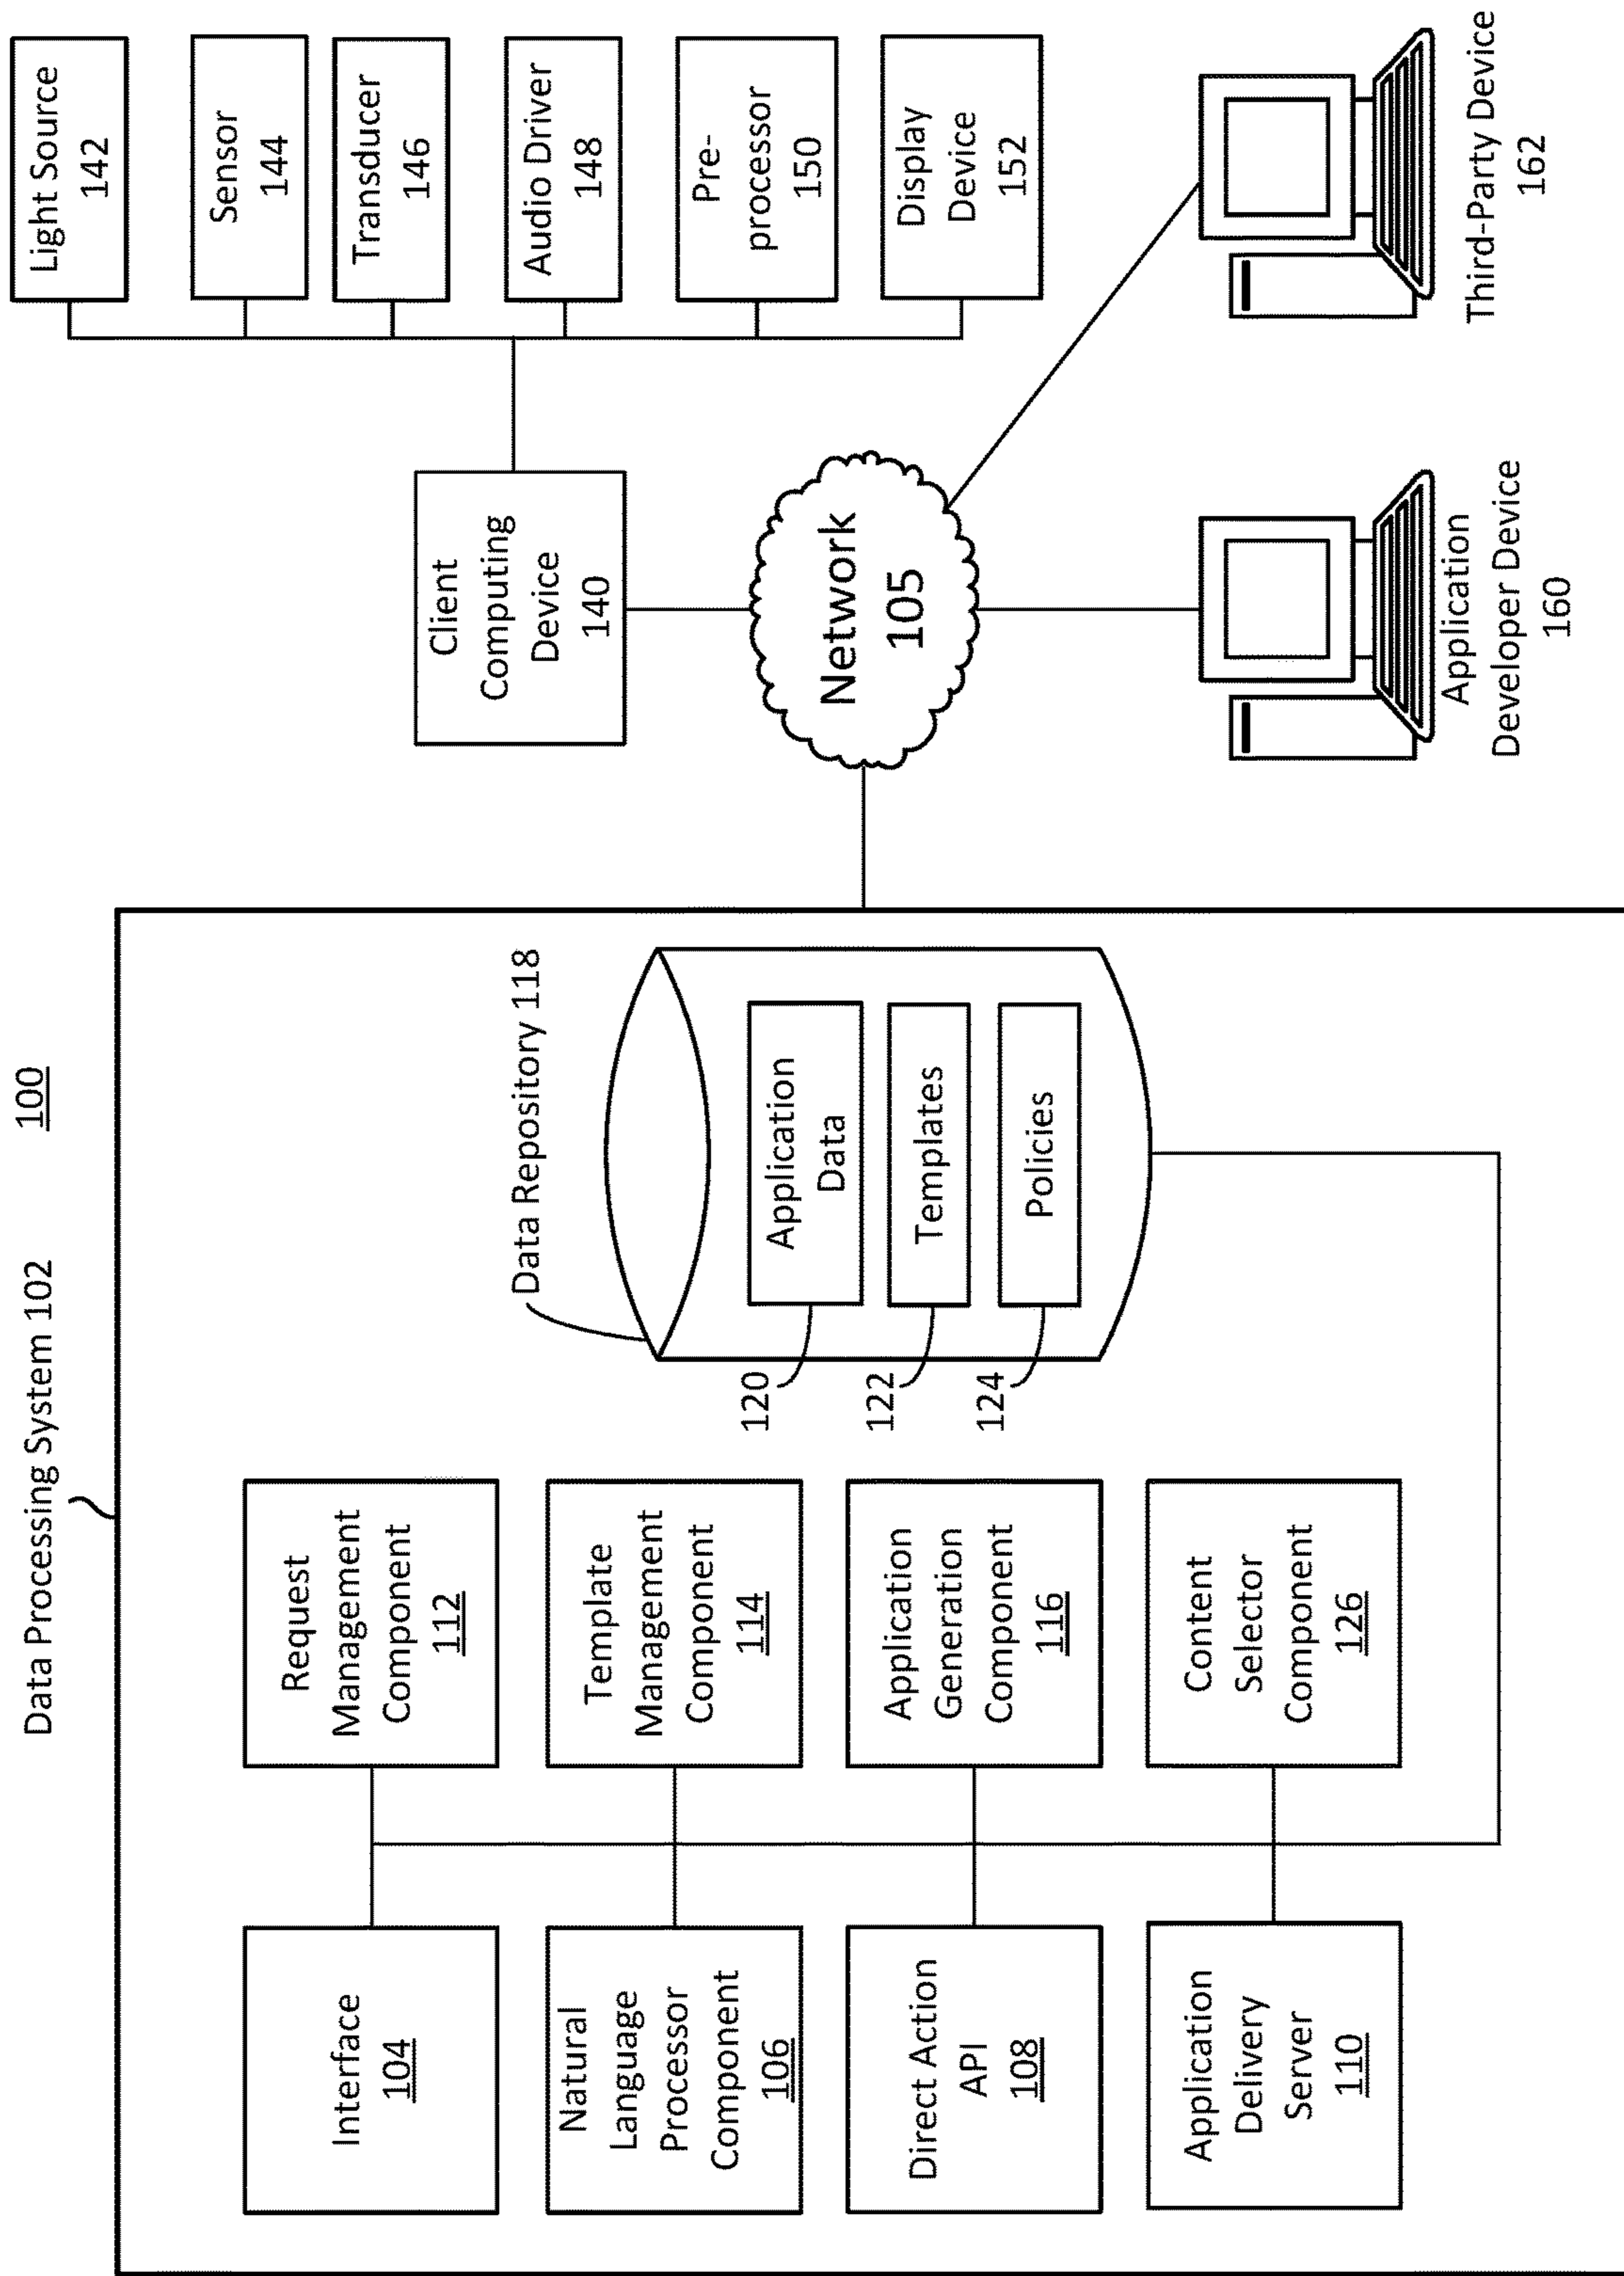 100
Data Processing System 102
Interface
104
Natural
Language
Processor
Component
106
Direct Action
API
108
Application
Delivery
Server
110
Request
Management
Component
112
Template
Management
Component
114
Application
Generation
Component
116
Content
Selector
Component
126
Data Repository 118
120
Application
Data
122
Templates
124
Policies
Client
Computing
Device
140
Network
105
Light Source
142
Sensor
144
Transducer
146
Audio Driver
148
Pre-
processor
150
Display
Device
152
Application
Developer Device
160
Third-Party Device
162